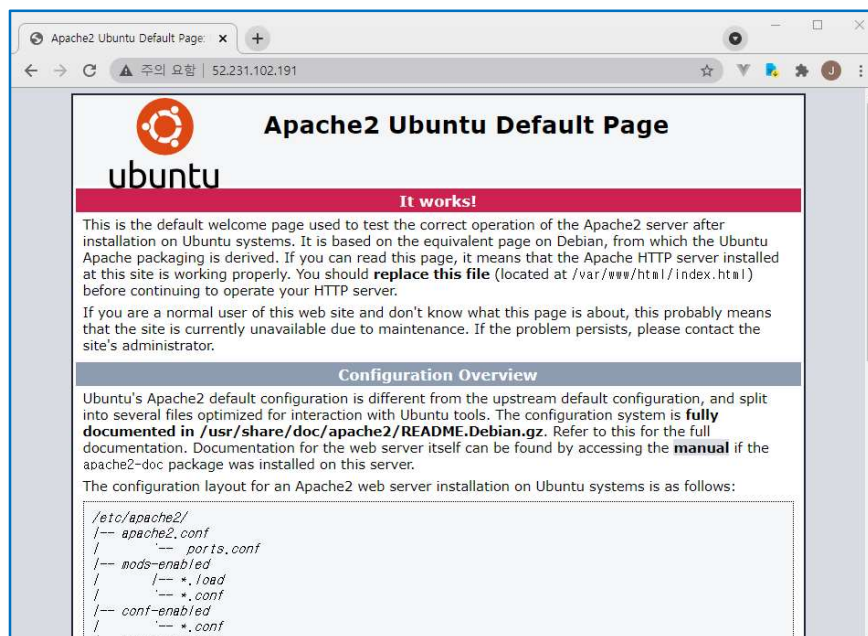 Apache2 Ubuntu Default Page:
주의 요함 | 52.231.102.191
J
ubuntu
Apache2 Ubuntu Default Page
It works!
This is the default welcome page used to test the correct operation of the Apache2 server after
installation on Ubuntu systems. It is based on the equivalent page on Debian, from which the Ubuntu
Apache packaging is derived. If you can read this page, it means that the Apache HTTP server installed
at this site is working properly. You should replace this file (located at /var/www/html/index.html)
before continuing to operate your HTTP server.
If you are a normal user of this web site and don't know what this page is about, this probably means
that the site is currently unavailable due to maintenance. If the problem persists, please contact the
site's administrator.
Configuration Overview
Ubuntu's Apache2 default configuration is different from the upstream default configuration, and split
into several files optimized for interaction with Ubuntu tools. The configuration system is fully
documented in /usr/share/doc/apache2/README.Debian.gz. Refer to this for the full
documentation. Documentation for the web server itself can be found by accessing the manual if the
apache2-doc package was installed on this server.
The configuration layout for an Apache2 web server installation on Ubuntu systems is as follows:
/etc/apache2/
|-- apache2.conf
|       `--  ports.conf
|-- mods-enabled
|       |-- *.load
|       `-- *.conf
|-- conf-enabled
|       `-- *.conf